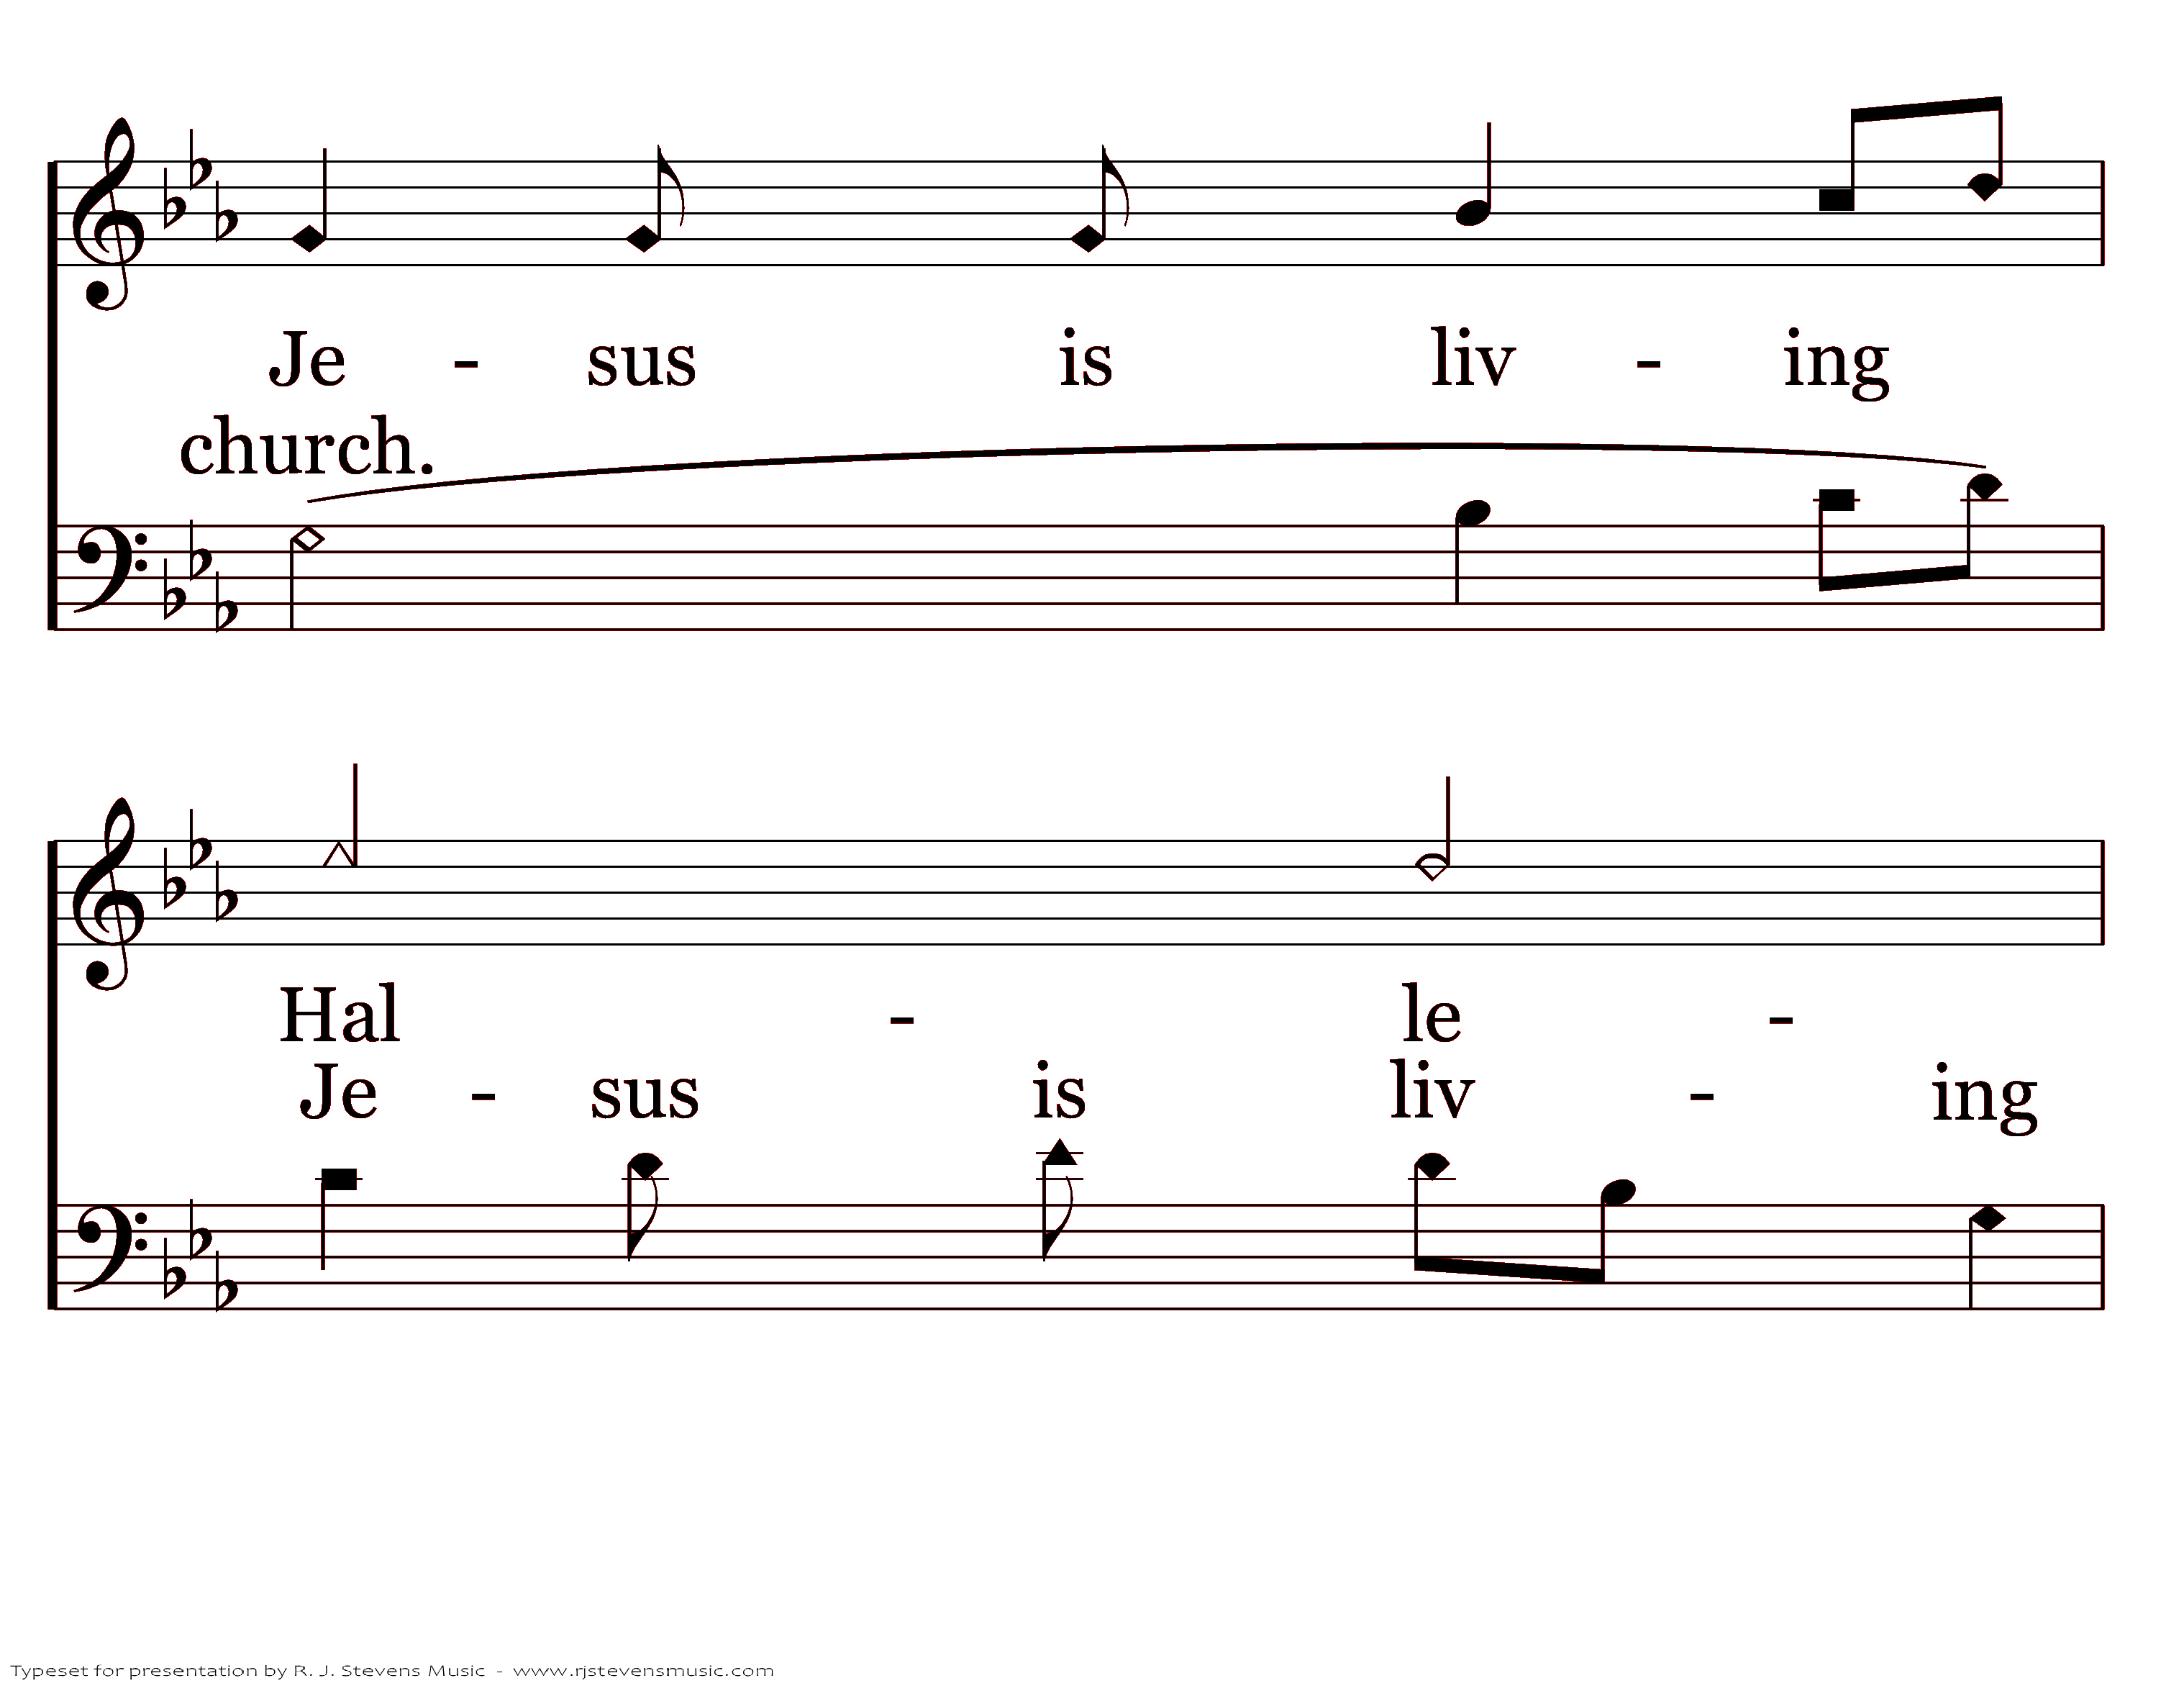 Je - sus is liv - ing
church.
Hal - le -
Je - sus is liv - ing
Typeset for presentation by R. J. Stevens Music - www.rjstevensmusic.com